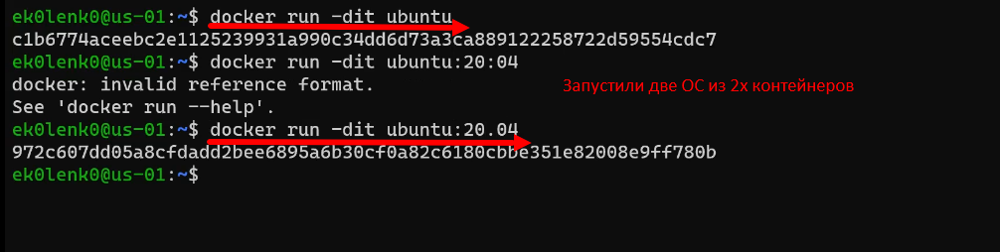 ek0lenk0@us-01:~$ docker run -dit ubuntu
c1b6774aceebc2e1125239931a990c34dd6d73a3ca889122258722d59554cdc7
ek0lenk0@us-01:~$ docker run -dit ubuntu:20:04
docker: invalid reference format.
Запустили две ОС из 2х контейнеров
See 'docker run --help'.
ek0lenk0@us-01:~$ docker run -dit ubuntu:20.04
972c607dd05a8cfdadd2bee6895a6b30cf0a82c6180cbbe351e82008e9ff780b
ek0lenk0@us-01:~$